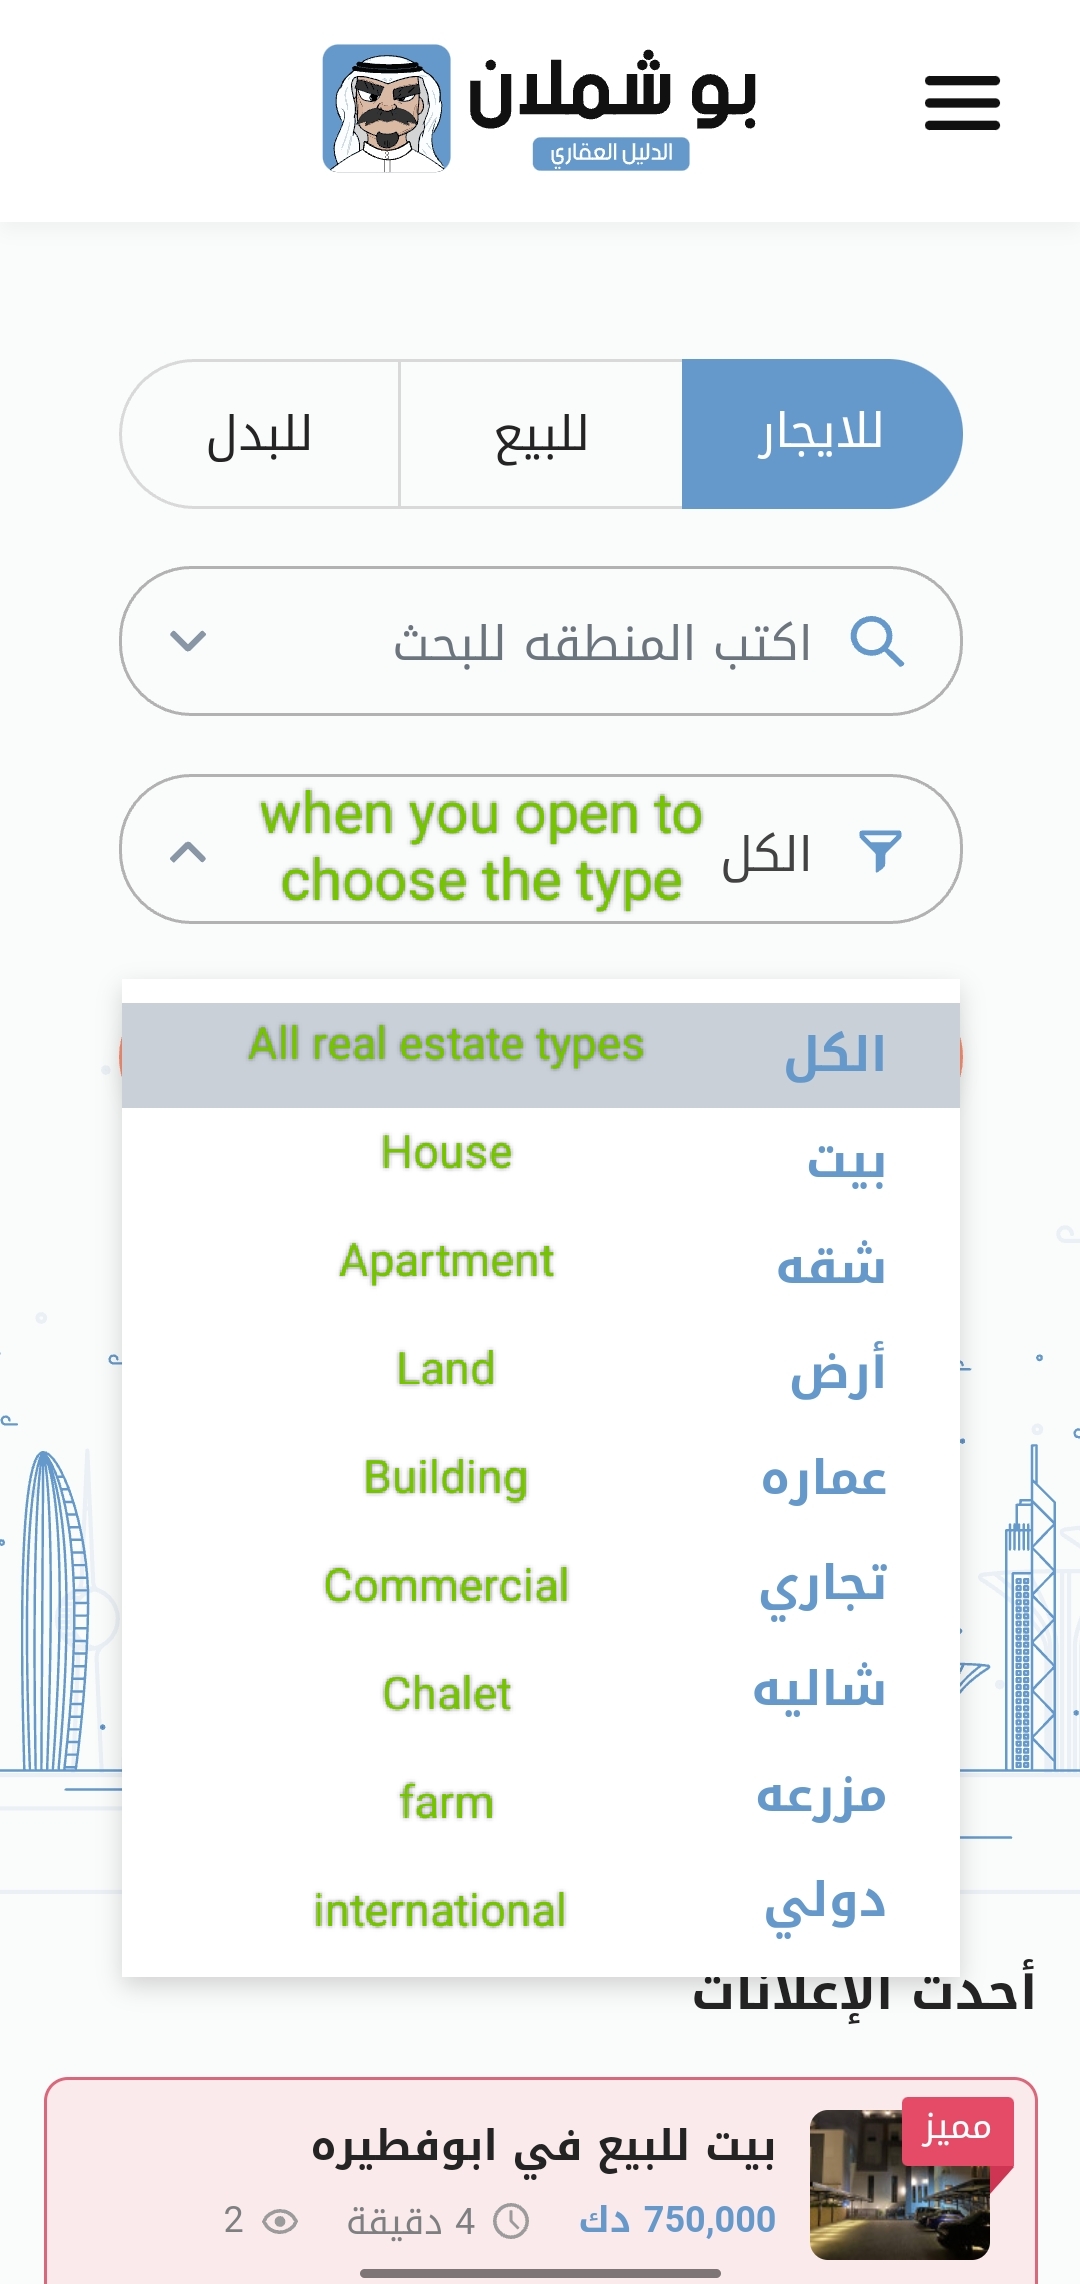 بو شملان
الدليل العقاري
للايجار
للبيع
للبدل
اكتب المنطقه للبحث
الكل
when you open to
choose the type
الكل
All real estate types
بيت
House
شقه
Apartment
أرض
Land
عماره
Building
تجاري
Commercial
شاليه
Chalet
مزرعه
farm
دولي
international
أحدث الإعلانات
مميز
بيت للبيع في ابوفطيره
750,000 دك
4 دقيقة
2